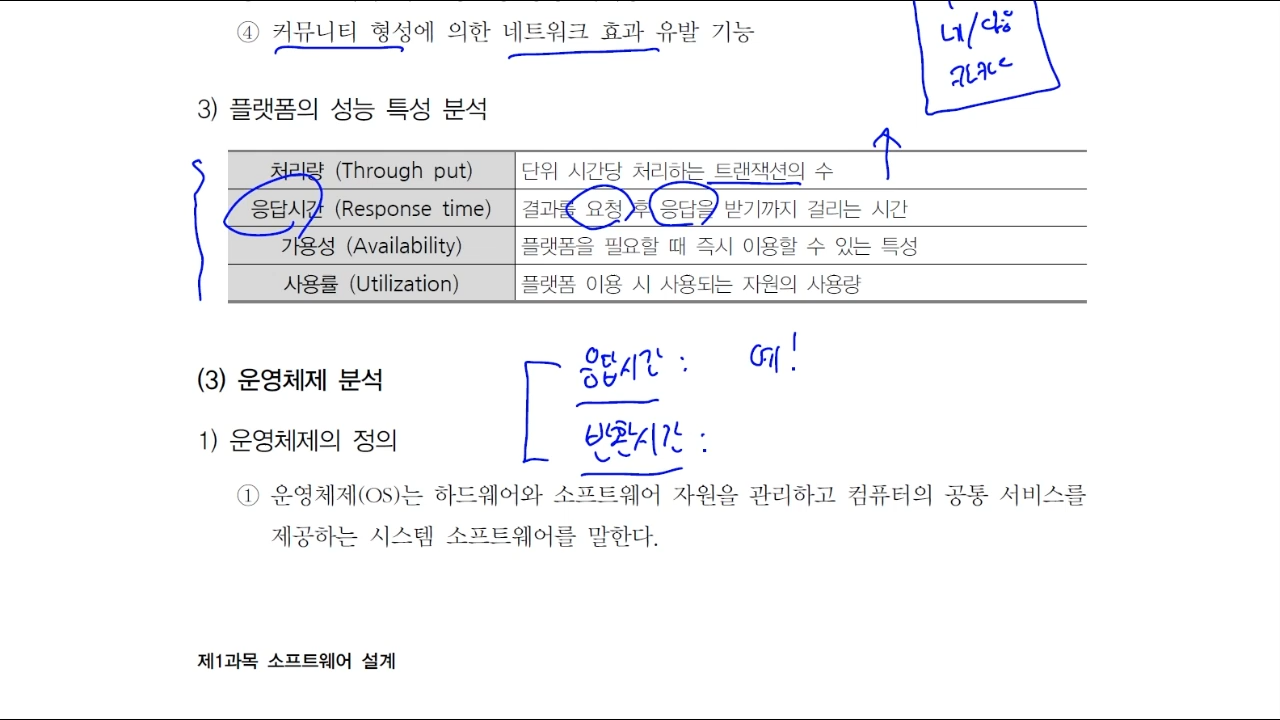 ④ 커뮤니티 형성에 의한 네트워크 효과 유발 기능
네/다음
3) 플랫폼의 성능 특성 분석
처리량 (Through put) 단위 시간당 처리하는 트랜잭션의 수
응답시간 (Response time) 결과를 요청 후 응답을 받기까지 걸리는 시간
가용성 (Availability) 플랫폼을 필요할 때 즉시 이용할 수 있는 특성
사용률 (Utilization) 플랫폼 이용 시 사용되는 자원의 사용량
응답시간 : 예!
(3) 운영체제 분석
반환시간 :
1) 운영체제의 정의
① 운영체제(OS)는 하드웨어와 소프트웨어 자원을 관리하고 컴퓨터의 공통 서비스를
제공하는 시스템 소프트웨어를 말한다.
제1과목 소프트웨어 설계